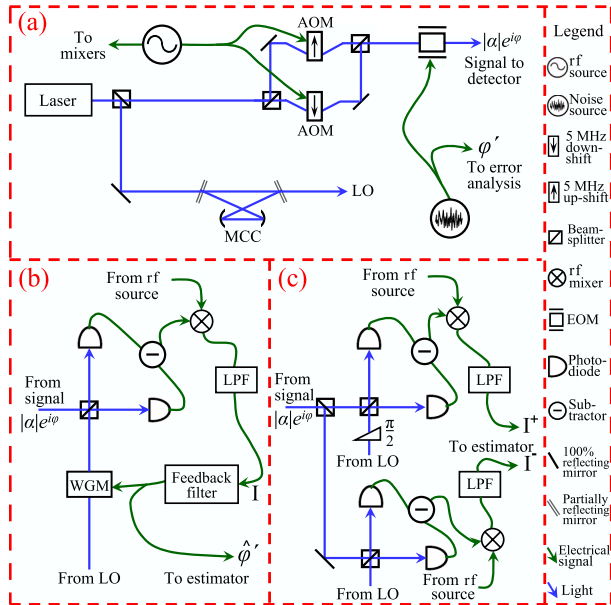 (a)
To
mixers
AOM
|α|e^{iφ}
Signal to
detector
Laser
AOM
φ′
To error
analysis
LO
MCC
(b)
From rf
source
LPF
From
signal
|α|e^{iφ}
WGM
Feedback
filter
I
φ̂′
From LO
To estimator
(c)
From rf
source
LPF
From
signal
|α|e^{iφ}
π
2
I⁺
From LO
To estimator
I⁻
LPF
From rf
source
From LO
Legend
rf
source
Noise
source
5 MHz
down-
shift
5 MHz
up-shift
Beam-
splitter
rf
mixer
EOM
Photo-
diode
Sub-
tractor
100%
reflecting
mirror
Partially
reflecting
mirror
Electrical
signal
Light